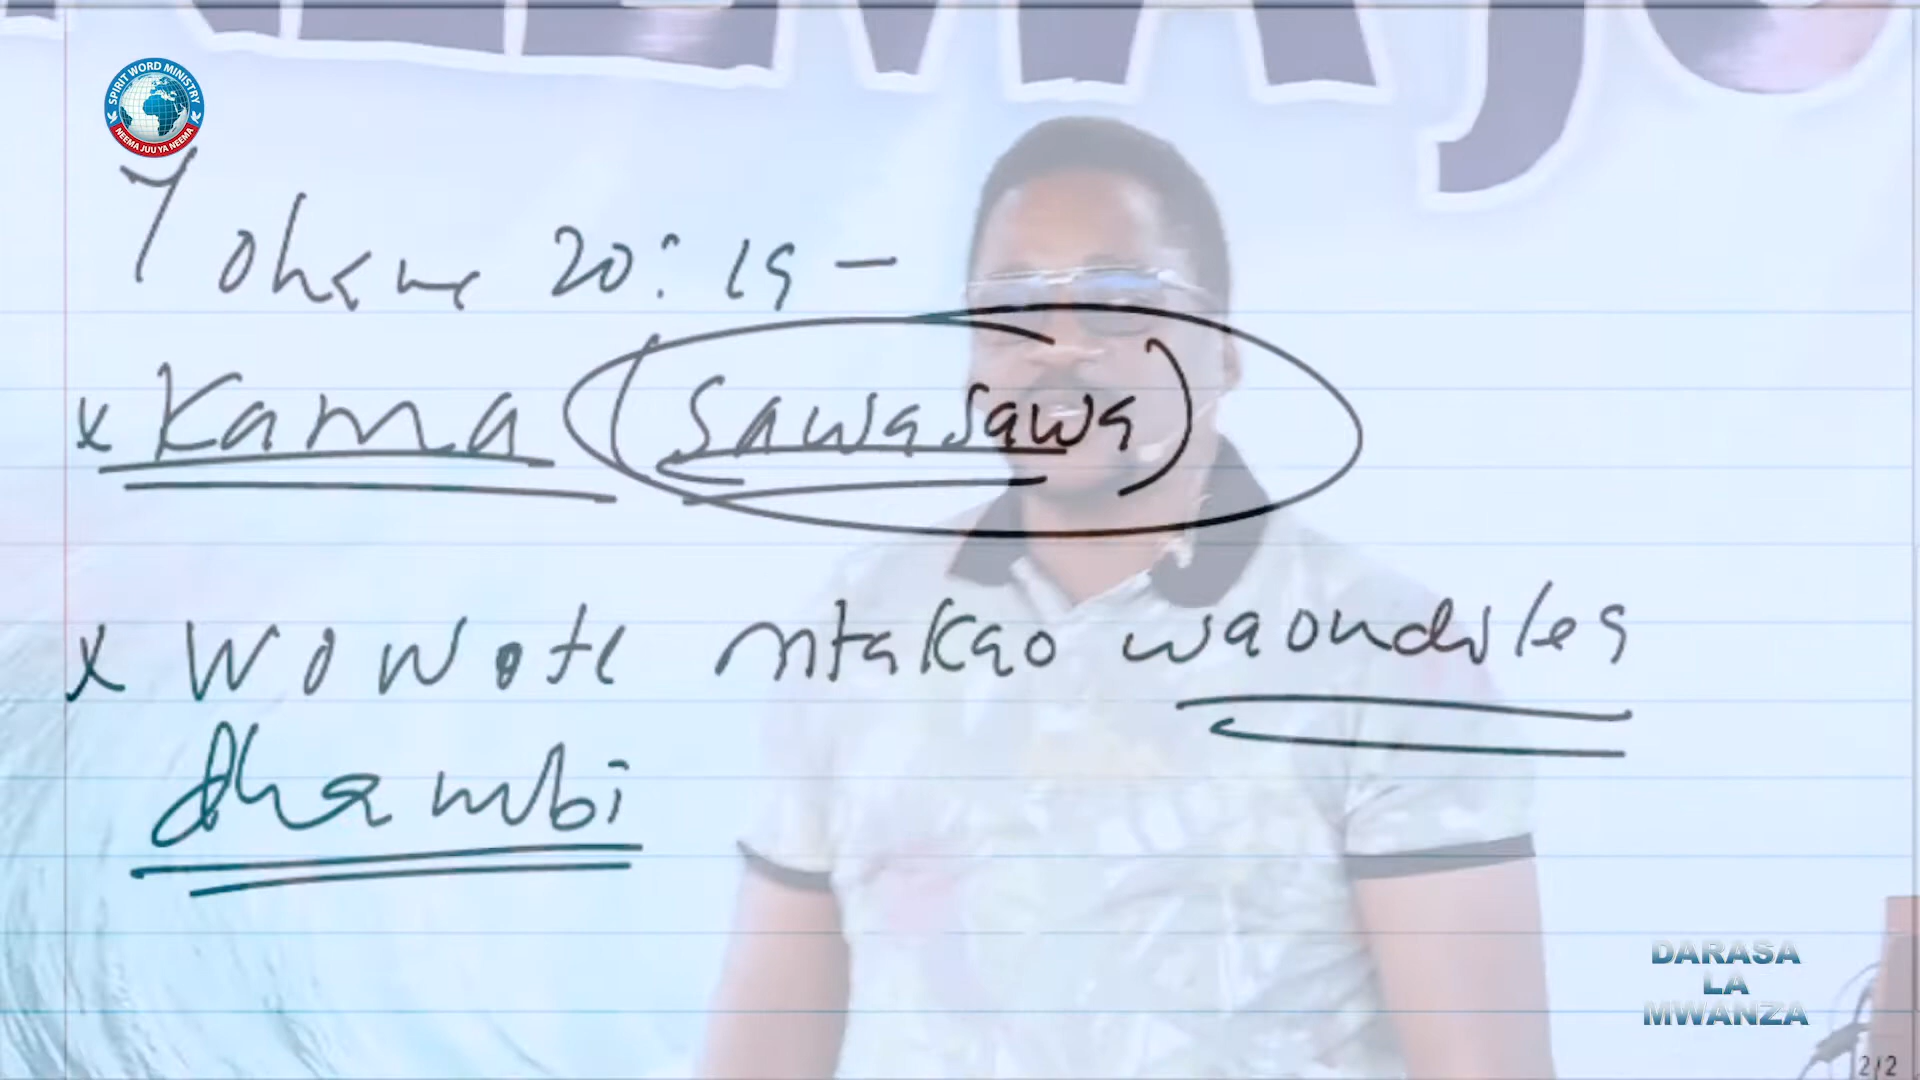 SPIRIT WORD MINISTRY
NEEMA JUU YA NEEMA
Yohane 20:19 -
x Kama (sawasawa)
x Wowote mtakao waondolea
dhambi
DARASA
LA
MWANZA
2/2